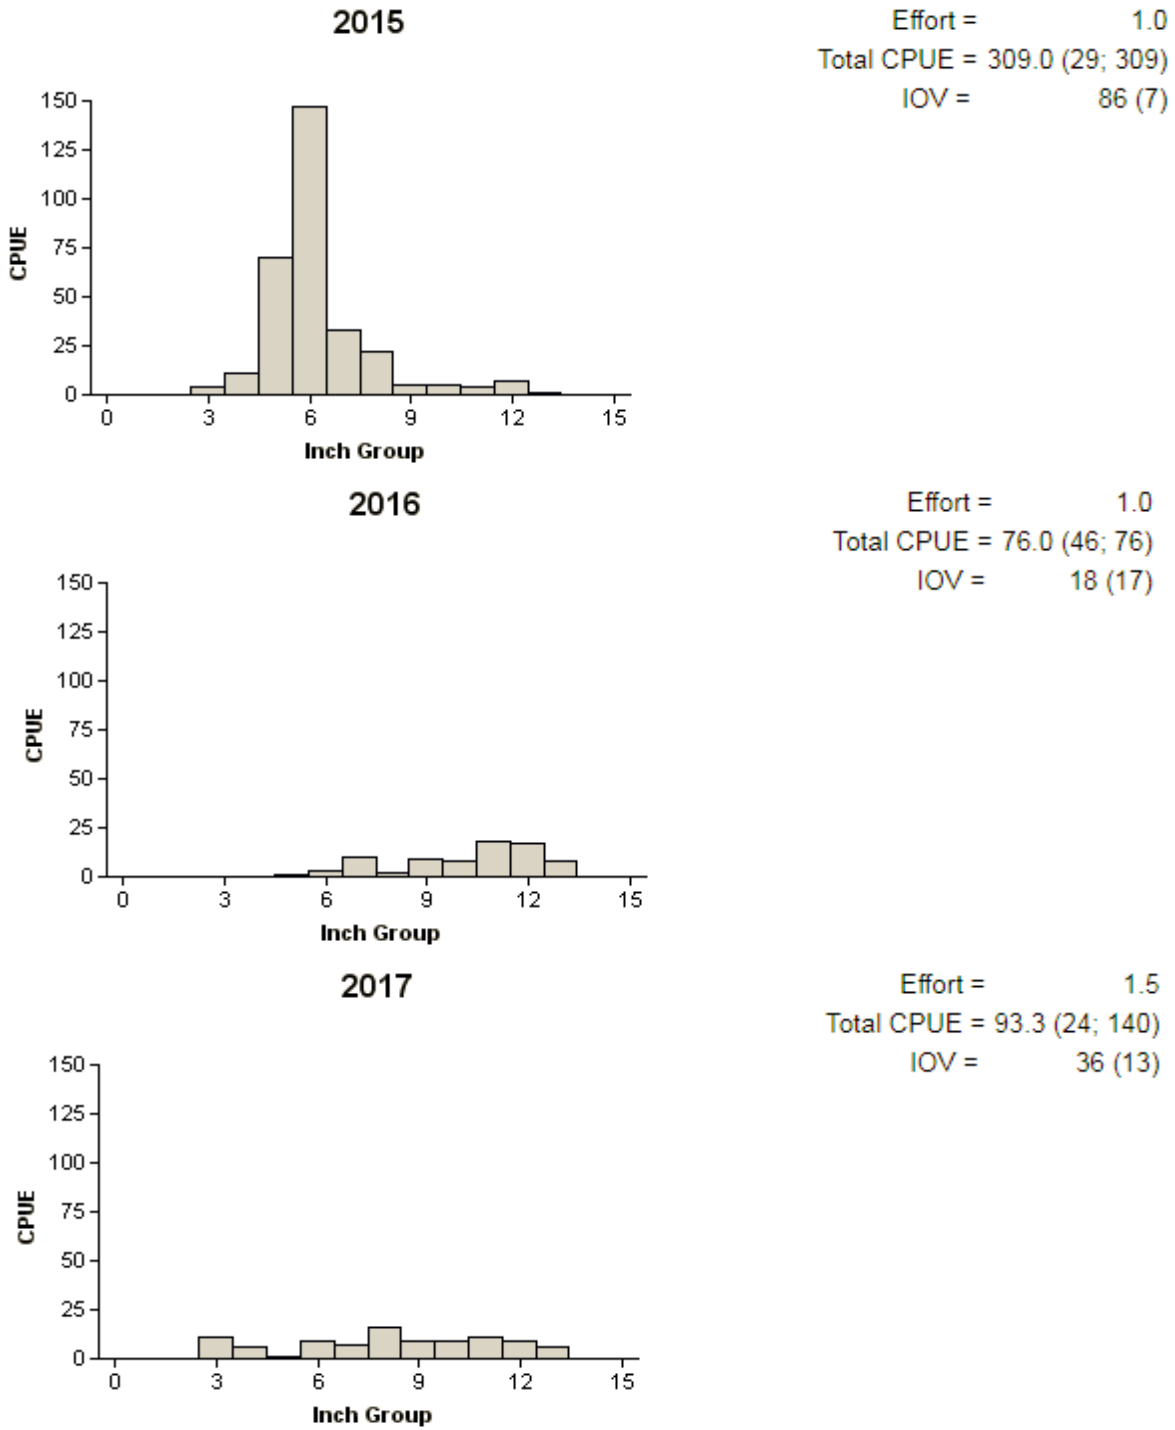 2015
Effort = 1.0
Total CPUE = 309.0 (29; 309)
IOV = 86 (7)
150
125
100
75
50
25
0
CPUE
0 3 6 9 12 15
Inch Group
2016
Effort = 1.0
Total CPUE = 76.0 (46; 76)
IOV = 18 (17)
150
125
100
75
50
25
0
CPUE
0 3 6 9 12 15
Inch Group
2017
Effort = 1.5
Total CPUE = 93.3 (24; 140)
IOV = 36 (13)
150
125
100
75
50
25
0
CPUE
0 3 6 9 12 15
Inch Group